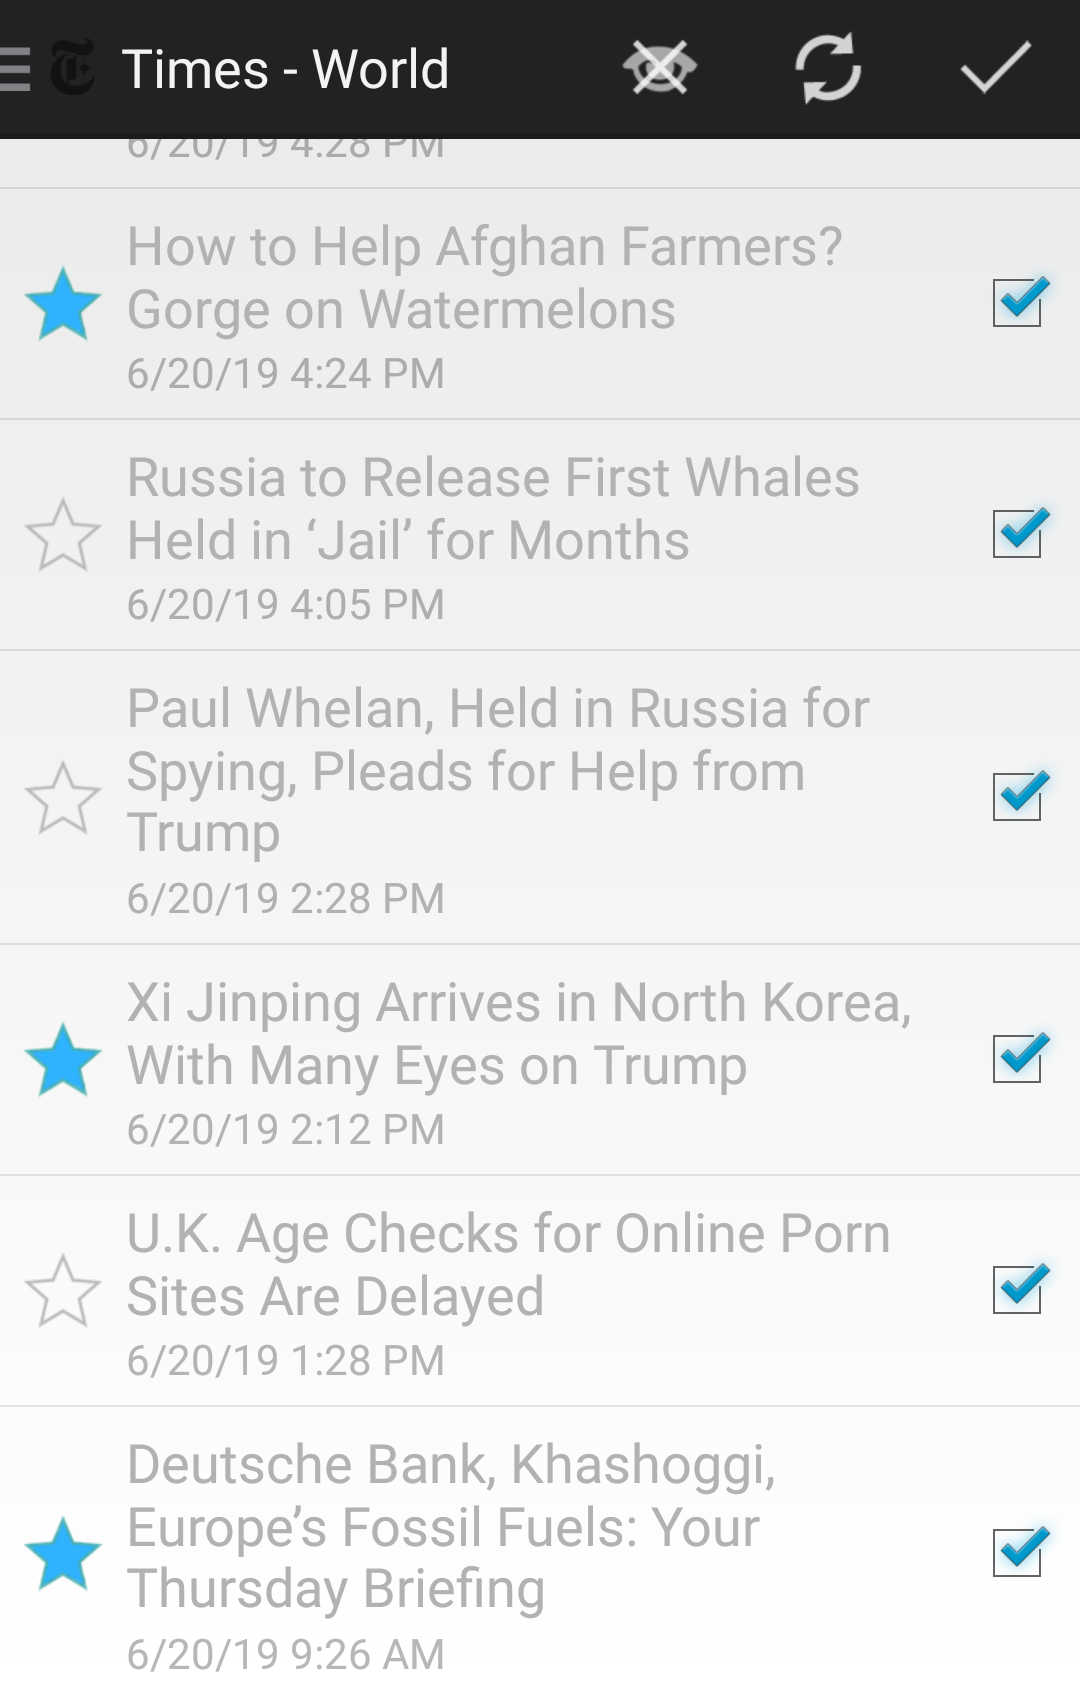 Times - World
6/20/19 4:28 PM
How to Help Afghan Farmers?
Gorge on Watermelons
6/20/19 4:24 PM
Russia to Release First Whales
Held in ‘Jail’ for Months
6/20/19 4:05 PM
Paul Whelan, Held in Russia for
Spying, Pleads for Help from
Trump
6/20/19 2:28 PM
Xi Jinping Arrives in North Korea,
With Many Eyes on Trump
6/20/19 2:12 PM
U.K. Age Checks for Online Porn
Sites Are Delayed
6/20/19 1:28 PM
Deutsche Bank, Khashoggi,
Europe’s Fossil Fuels: Your
Thursday Briefing
6/20/19 9:26 AM